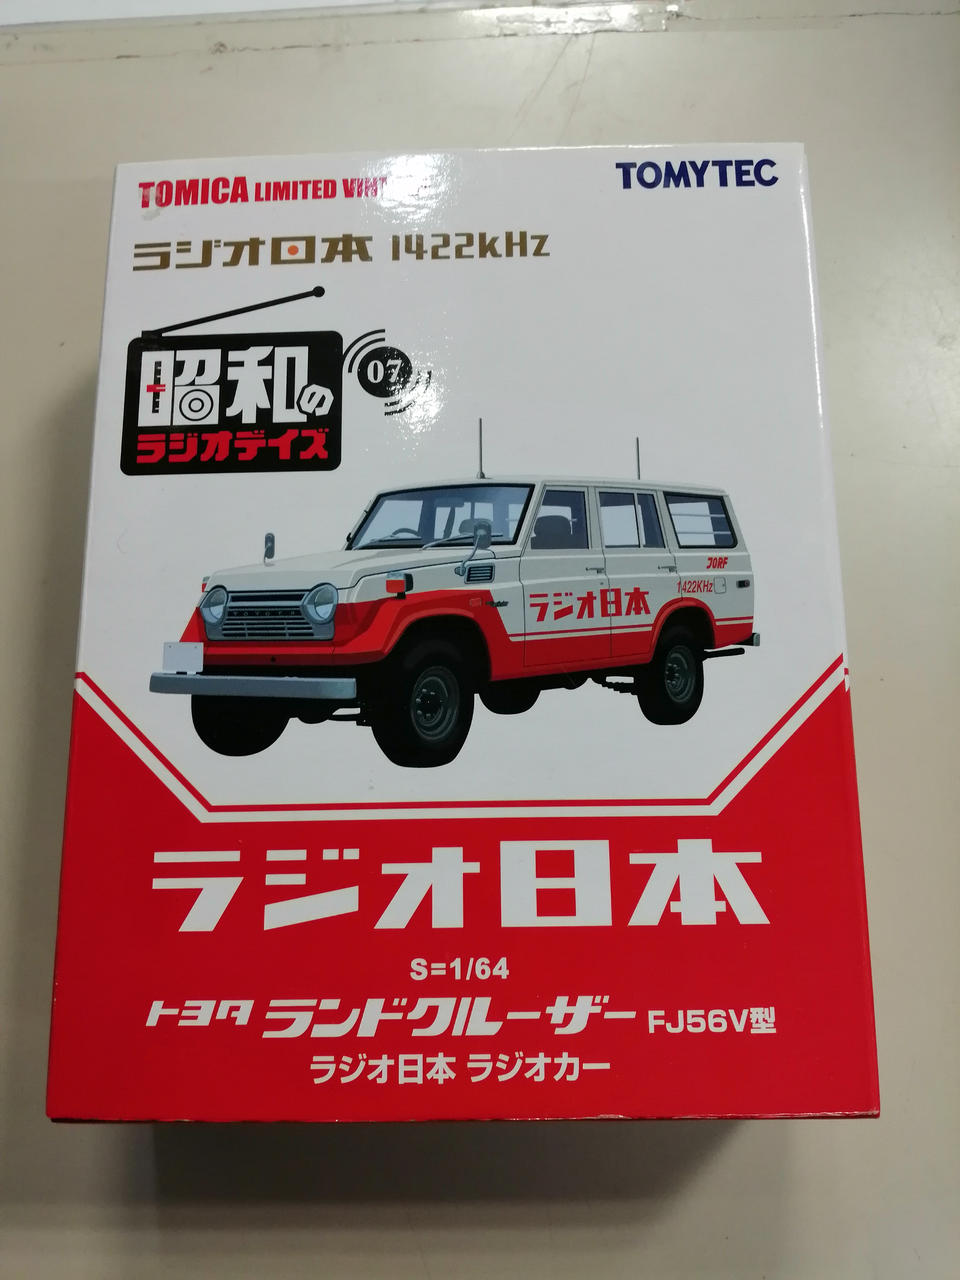 TOMICA LIMITED
TOMYTEC
ラジオ日本 1422kHz
昭和の
ラジオデイズ
07
TOYOTA
ラジオ日本
JORF
1422KHz
ラジオ日本
S=1/64
トヨタ ランドクルーザー FJ56V型
ラジオ日本 ラジオカー